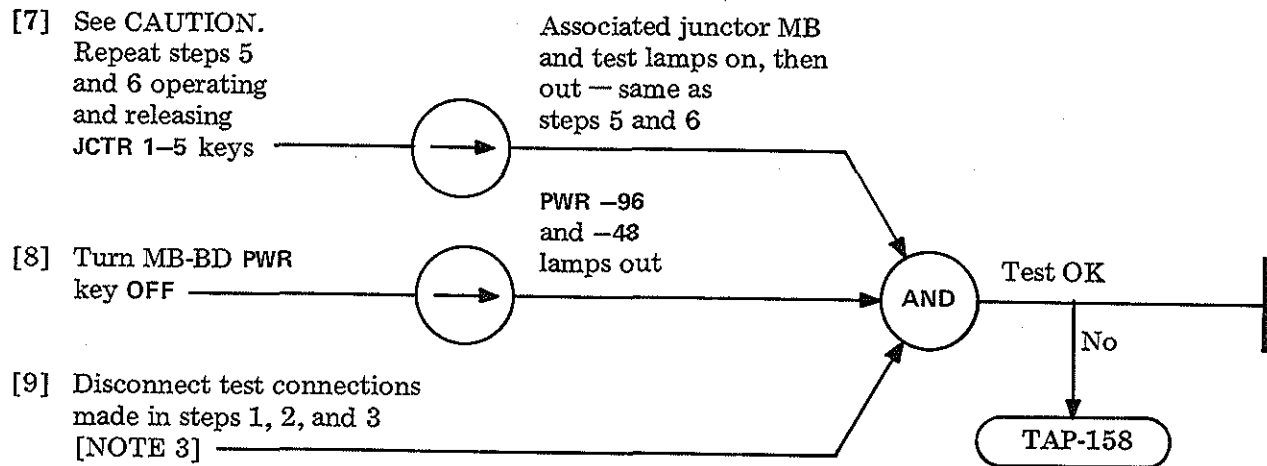 [7] See CAUTION.
Repeat steps 5
and 6 operating
and releasing
JCTR 1–5 keys
Associated junctor MB
and test lamps on, then
out — same as
steps 5 and 6
[8] Turn MB-BD PWR
key OFF
PWR –96
and –48
lamps out
[9] Disconnect test connections
made in steps 1, 2, and 3
[NOTE 3]
AND
Test OK
No
TAP-158